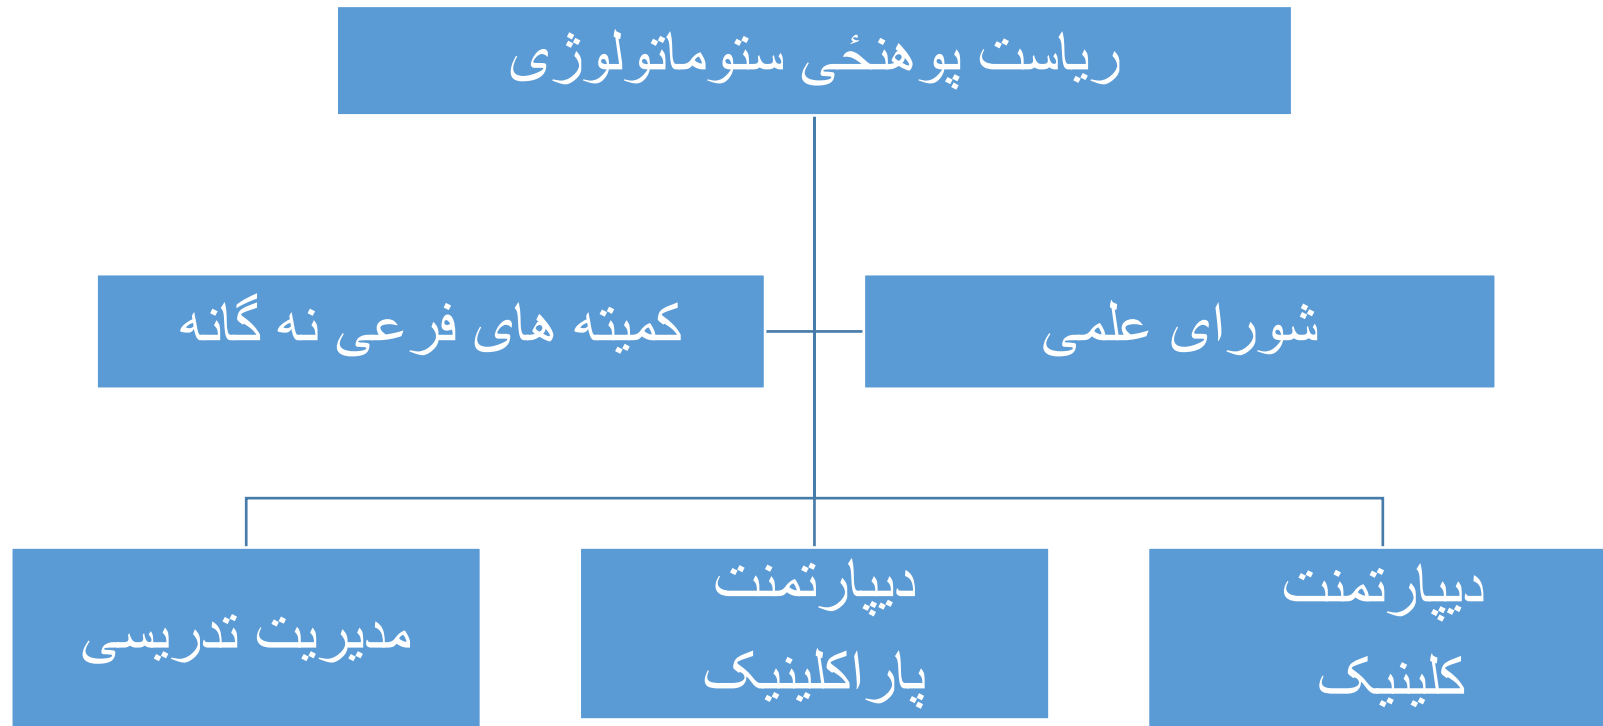 ریاست پوهنځی ستوماتولوژی
شورای علمی
کمیته های فرعی نه گانه
دیپارتمنت
کلینیک
دیپارتمنت
پاراکلینیک
مدیریت تدریسی